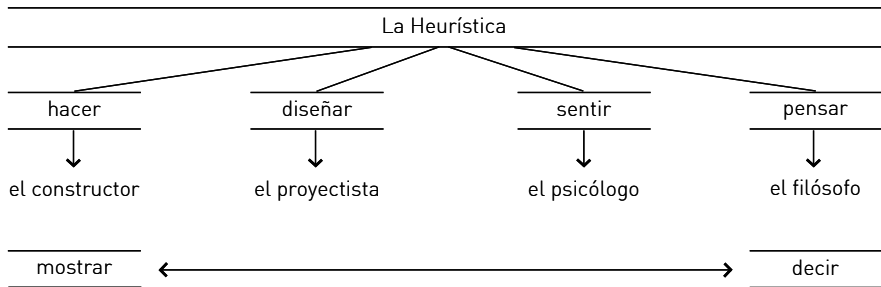 La Heurística
hacer diseñar sentir pensar
el constructor el proyectista el psicólogo el filósofo
mostrar decir